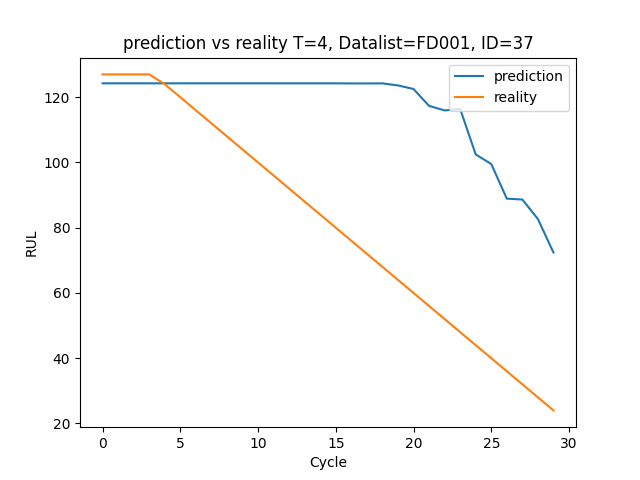 prediction vs reality T=4, Datalist=FD001, ID=37
prediction
reality
RUL
120
100
80
60
40
20
0 5 10 15 20 25 30
Cycle